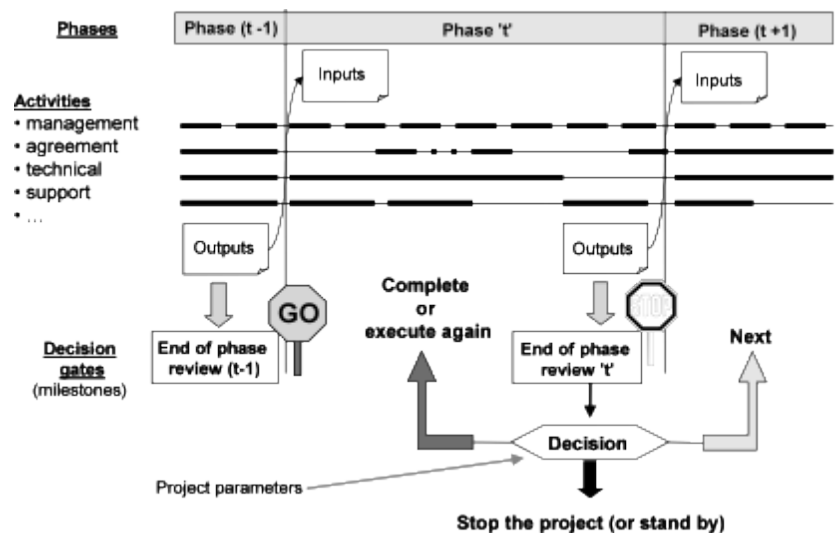 Phases
Phase (t -1)
Phase 't'
Phase (t +1)
Inputs
Inputs
Activities
• management
• agreement
• technical
• support
• ...
Outputs
Outputs
GO
STOP
Complete
or
execute again
Next
Decision
gates
(milestones)
End of phase
review (t-1)
End of phase
review 't'
Decision
Project parameters
Stop the project (or stand by)